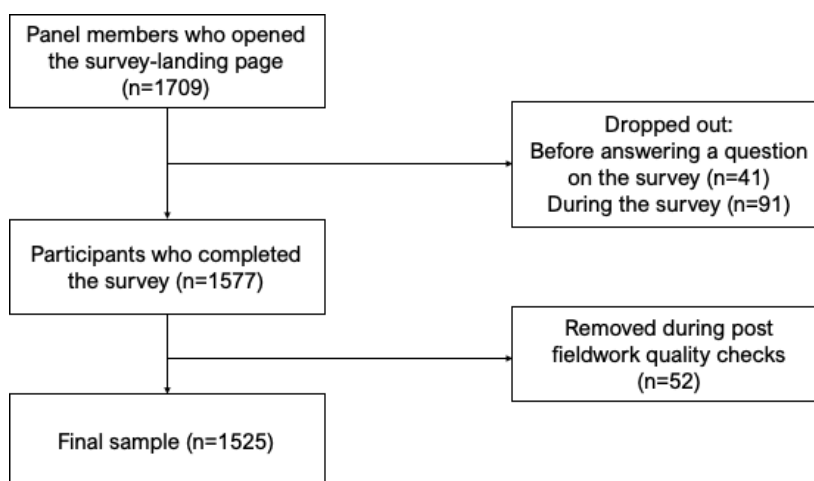 Panel members who opened
the survey-landing page
(n=1709)
Dropped out:
Before answering a question
on the survey (n=41)
During the survey (n=91)
Participants who completed
the survey (n=1577)
Removed during post
fieldwork quality checks
(n=52)
Final sample (n=1525)